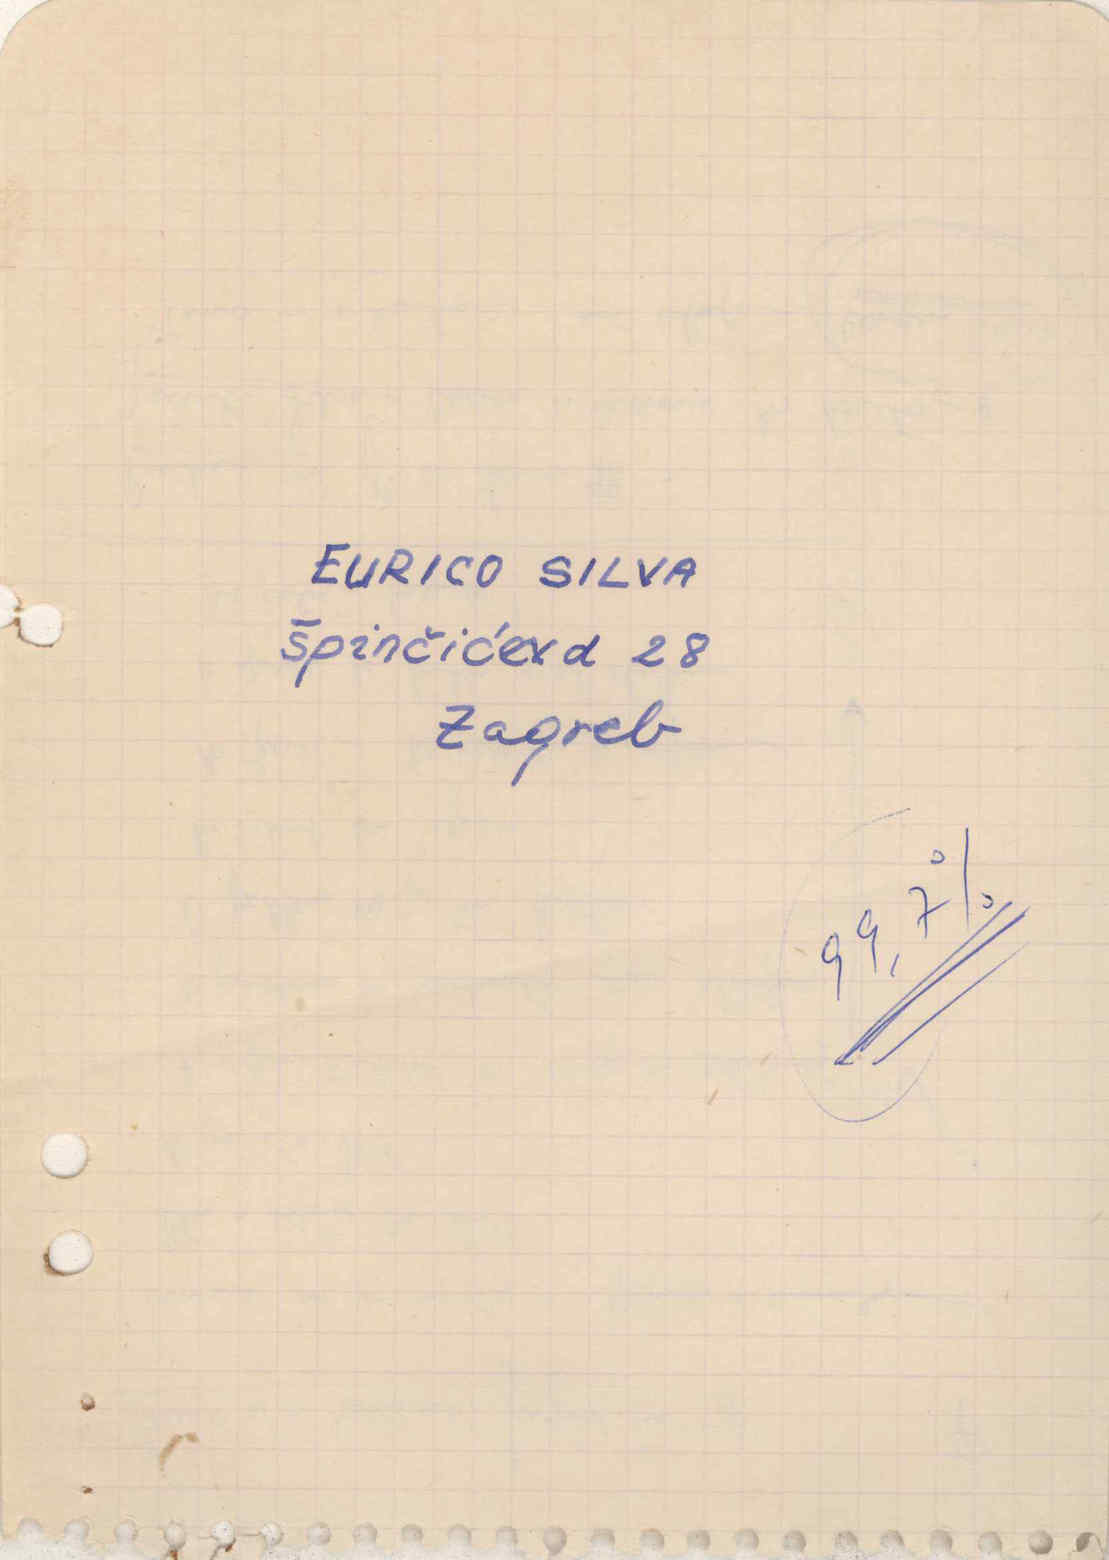 EURICO SILVA
Špinčićeva 28
Zagreb
99,7%